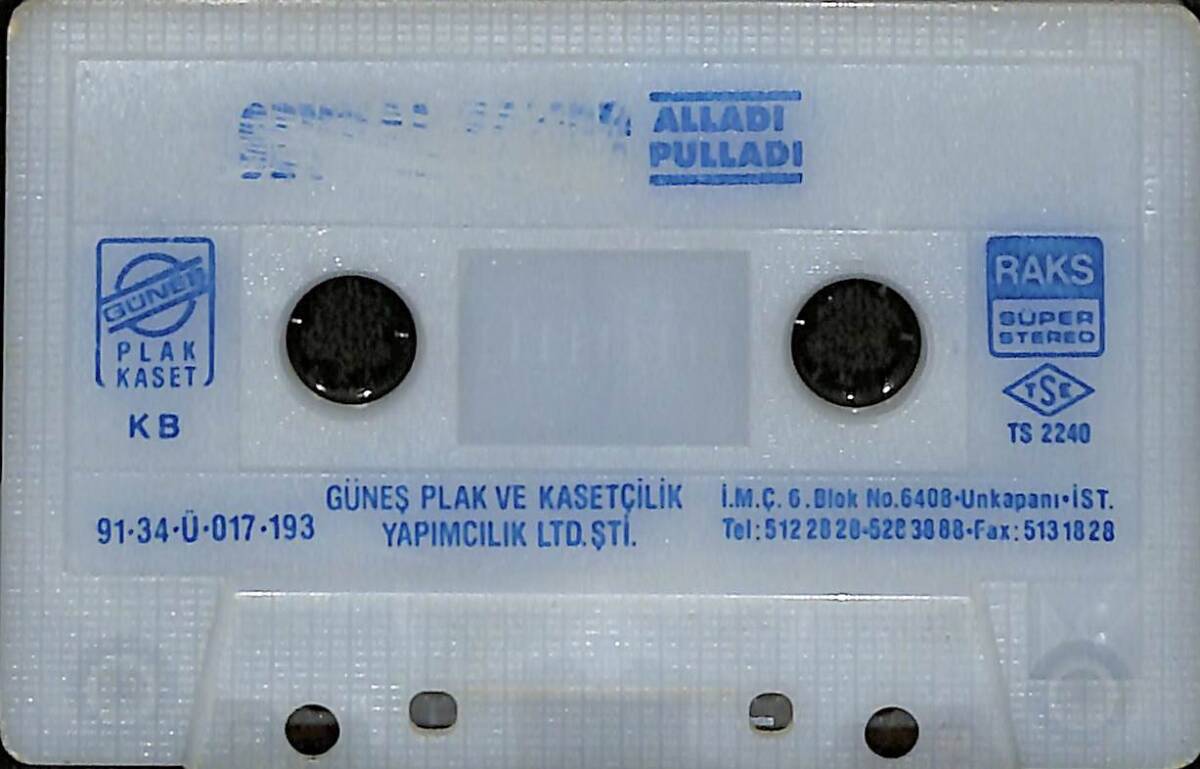 ALLADI
PULLADI
GÜNEŞ
PLAK
KASET
KB
RAKS
SÜPER
STEREO
TSE
TS 2240
91·34·Ü·017·193
GÜNEŞ PLAK VE KASETÇİLİK
YAPIMCILIK LTD.ŞTİ.
İ.M.Ç. 6.Blok No.6408·Unkapanı·İST.
Tel:512 28 28-528 38 88·Fax:513 18 28